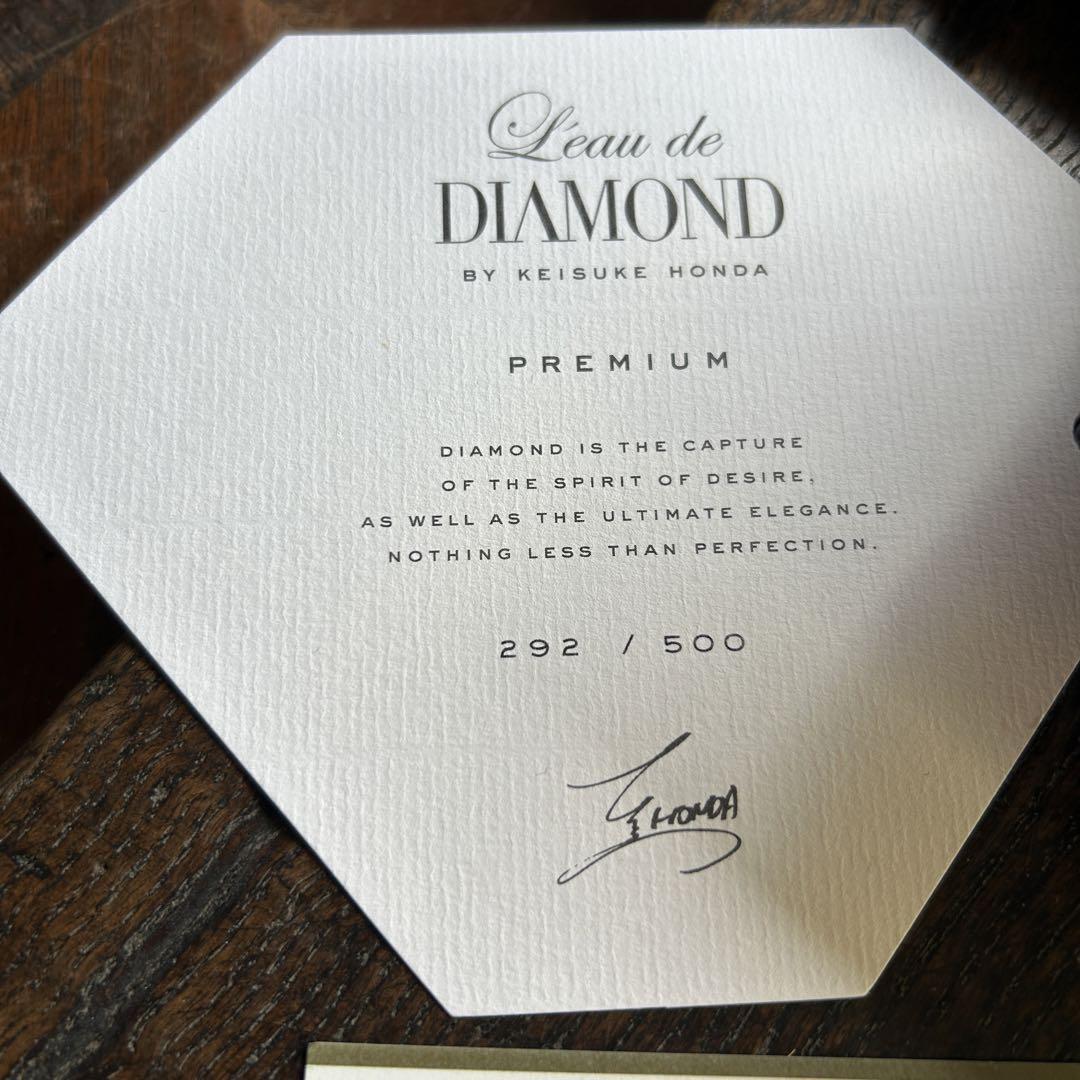 L'eau de
DIAMOND
BY KEISUKE HONDA
PREMIUM
DIAMOND IS THE CAPTURE
OF THE SPIRIT OF DESIRE,
AS WELL AS THE ULTIMATE ELEGANCE.
NOTHING LESS THAN PERFECTION.
292 / 500
HONDA